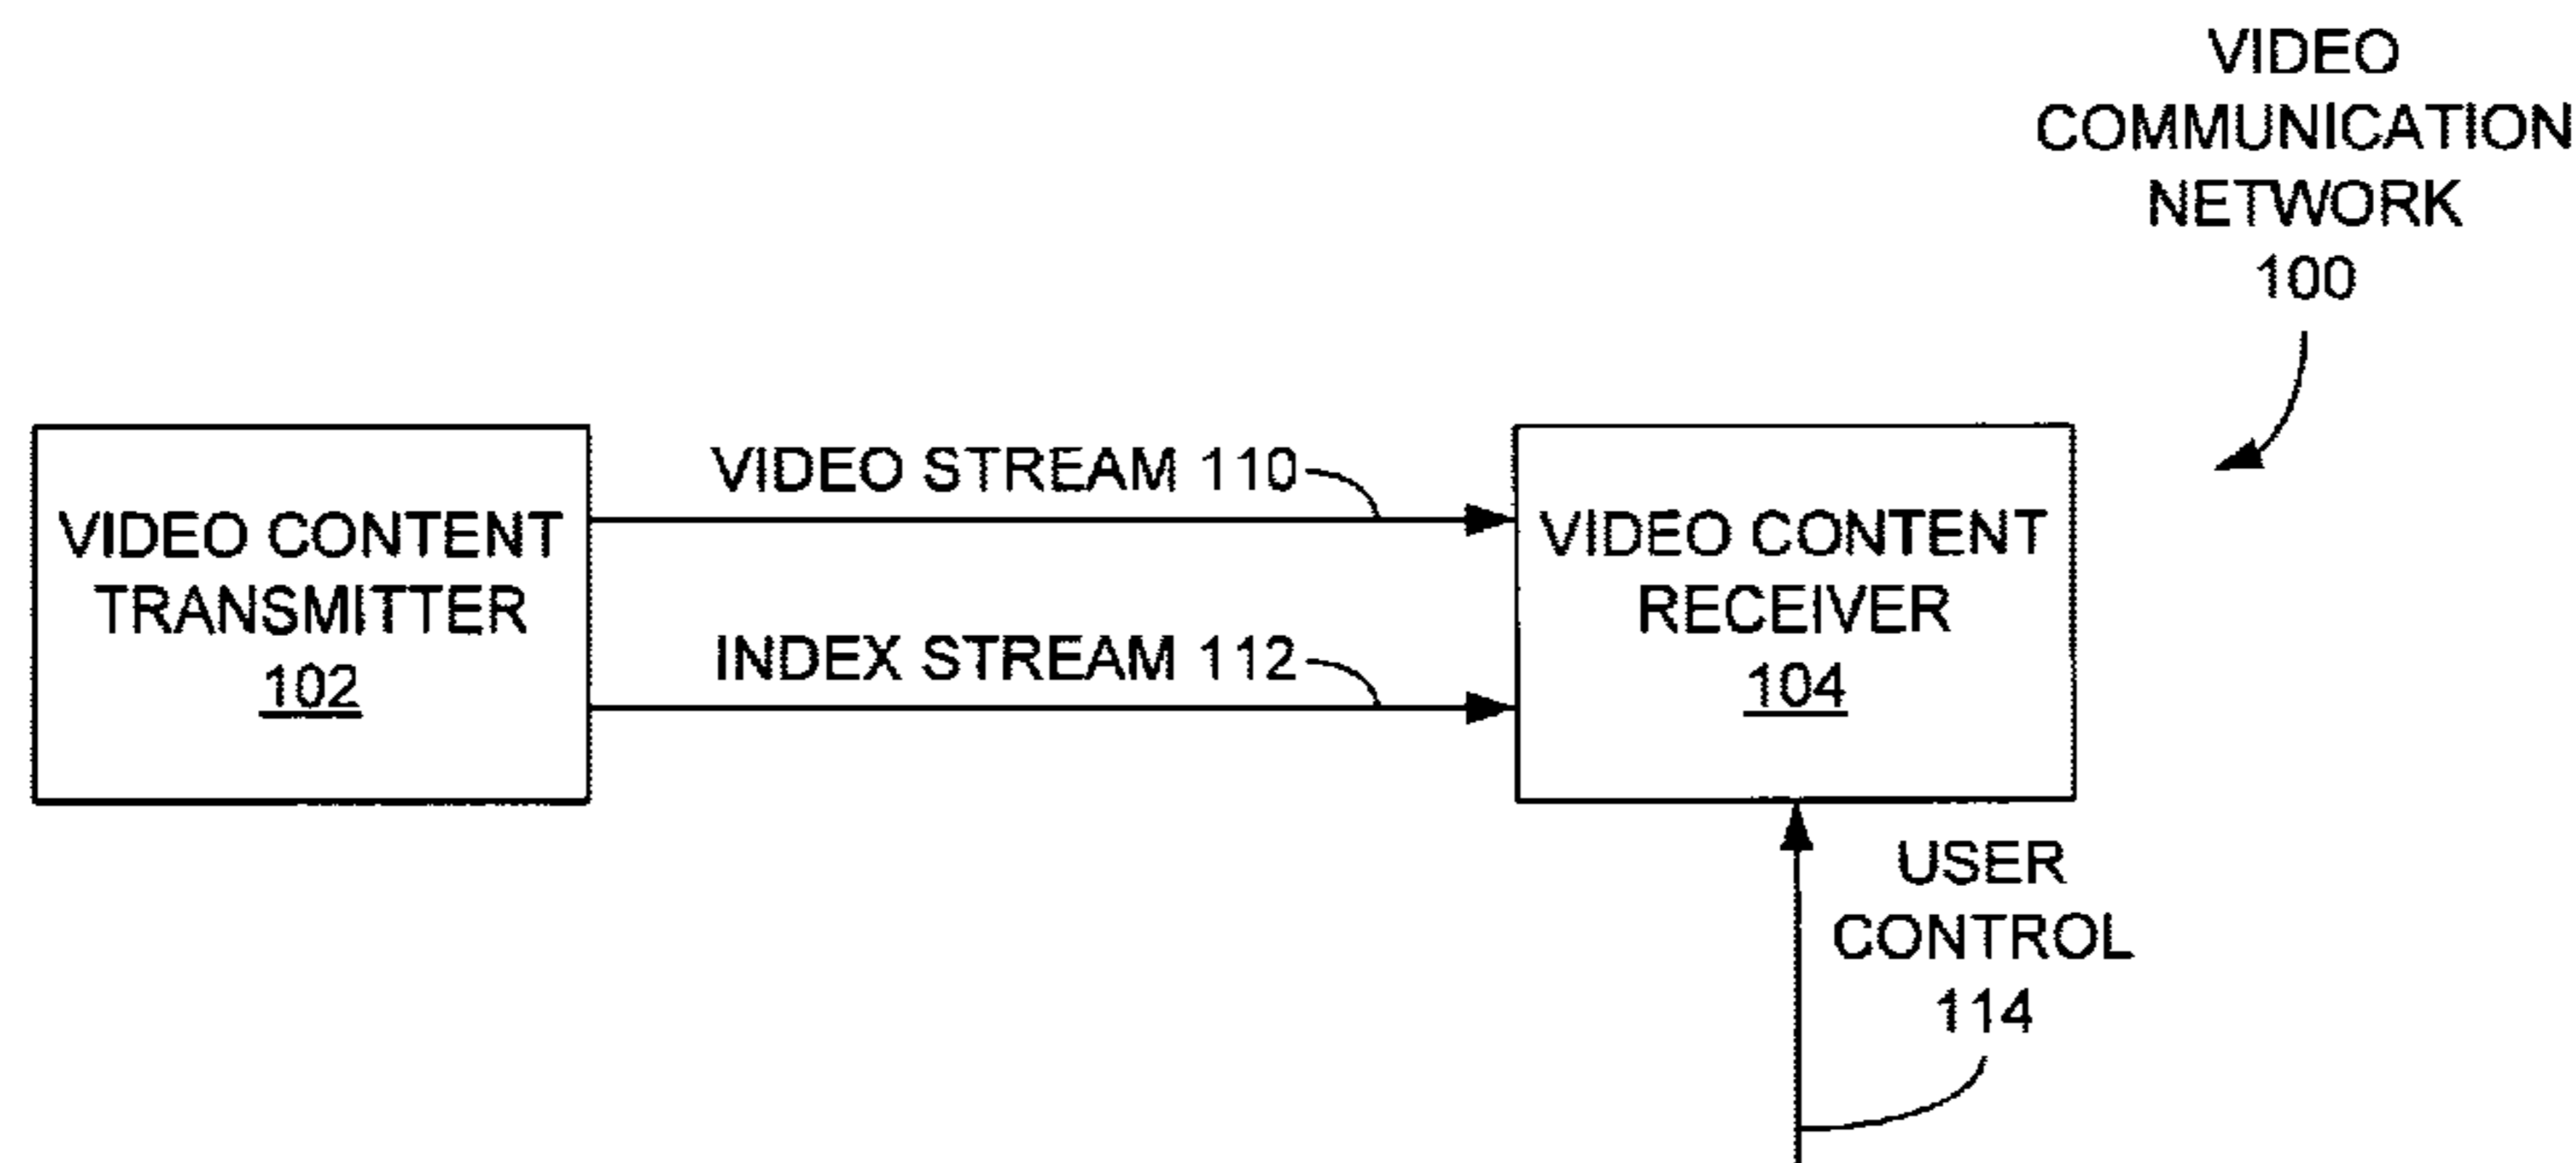 VIDEO
COMMUNICATION
NETWORK
100
VIDEO CONTENT
TRANSMITTER
102
VIDEO STREAM 110
INDEX STREAM 112
VIDEO CONTENT
RECEIVER
104
USER
CONTROL
114